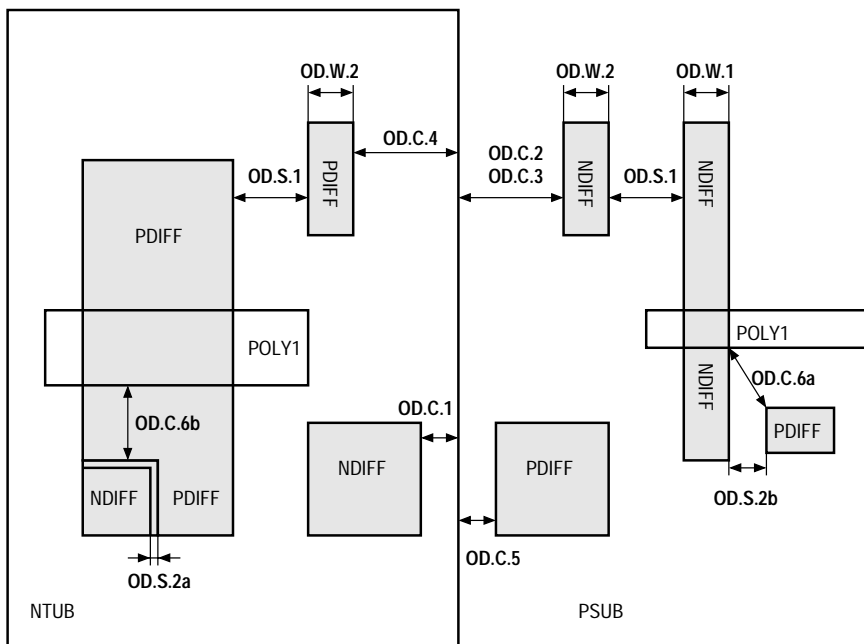 OD.W.2
OD.W.2
OD.W.1
OD.C.4
OD.C.2
OD.C.3
OD.S.1
OD.S.1
PDIFF
NDIFF
NDIFF
PDIFF
POLY1
POLY1
OD.C.6b
OD.C.1
NDIFF
OD.C.6a
NDIFF
PDIFF
NDIFF
PDIFF
PDIFF
OD.S.2b
OD.C.5
OD.S.2a
NTUB
PSUB